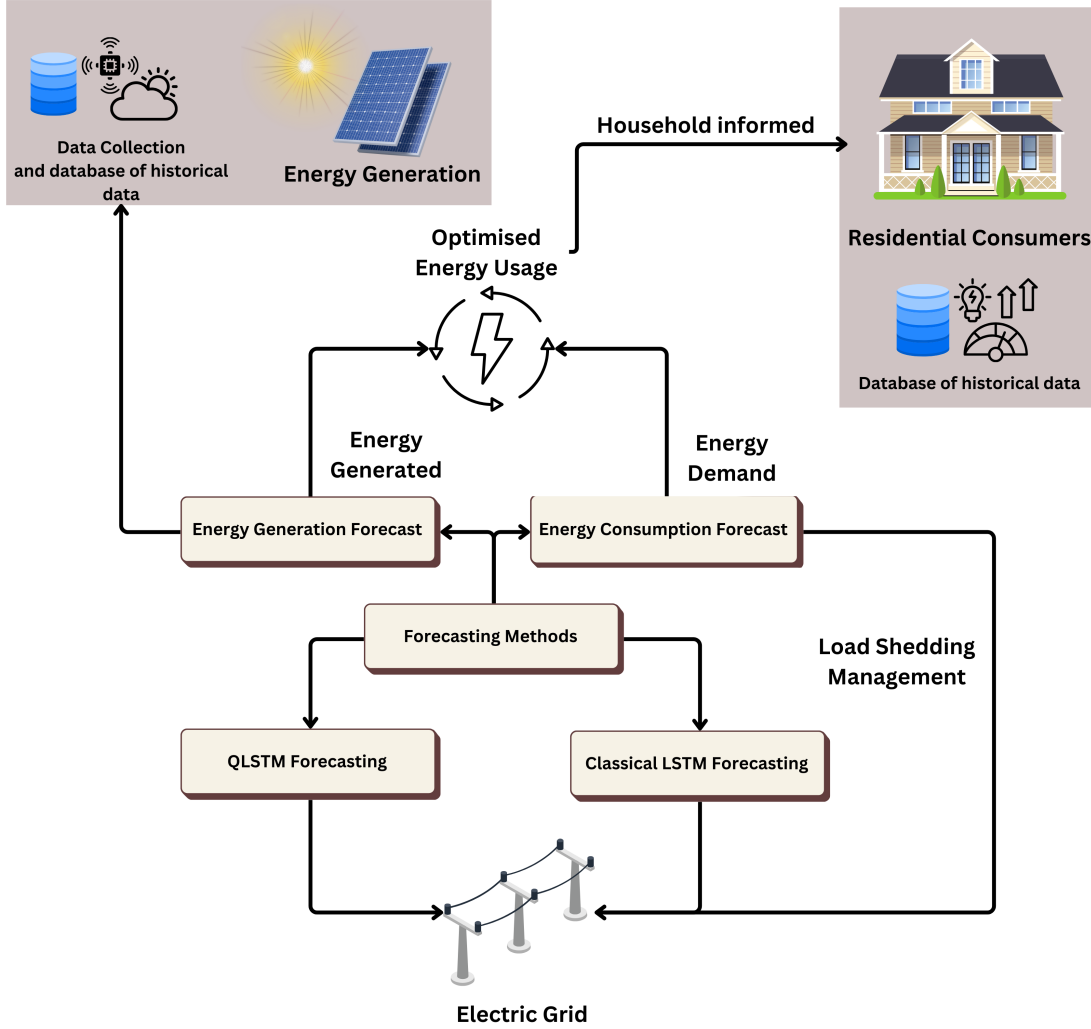 Data Collection
and database of historical
data
Energy Generation
Household informed
Residential Consumers
Database of historical data
Optimised
Energy Usage
Energy
Generated
Energy
Demand
Energy Generation Forecast
Energy Consumption Forecast
Forecasting Methods
Load Shedding
Management
QLSTM Forecasting
Classical LSTM Forecasting
Electric Grid